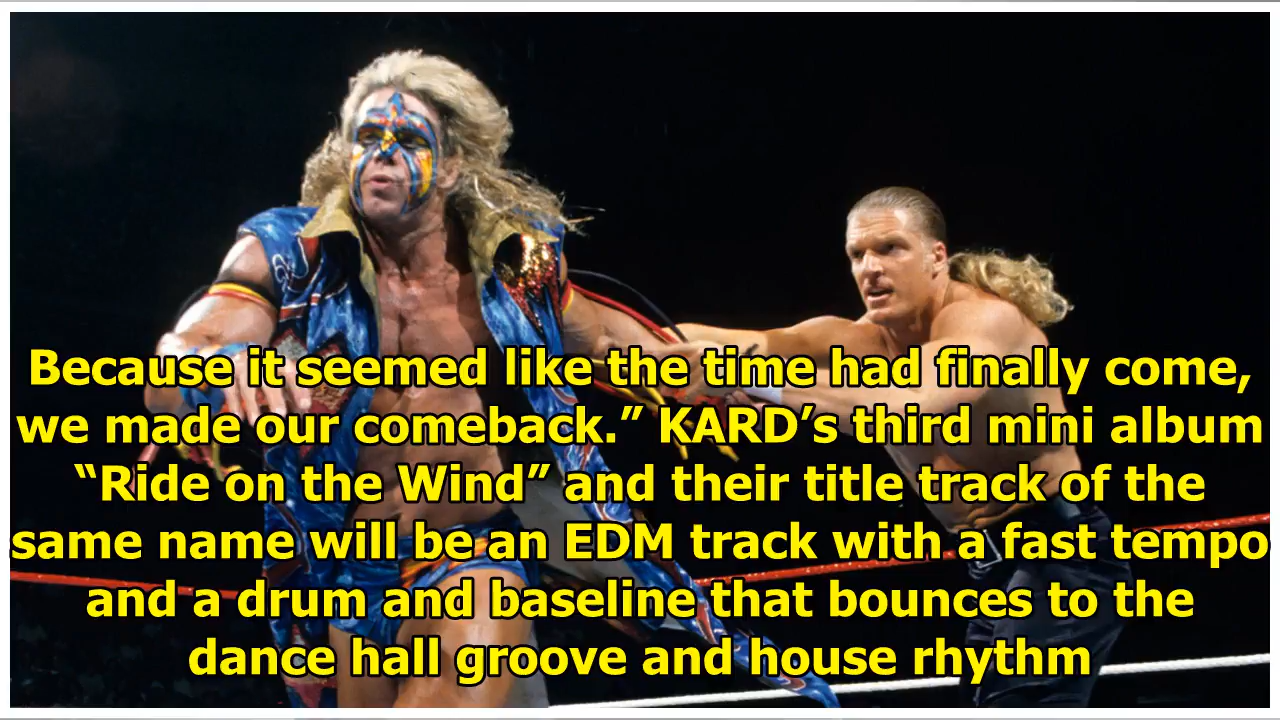 Because it seemed like the time had finally come,
we made our comeback.” KARD’s third mini album
“Ride on the Wind” and their title track of the
same name will be an EDM track with a fast tempo
and a drum and baseline that bounces to the
dance hall groove and house rhythm